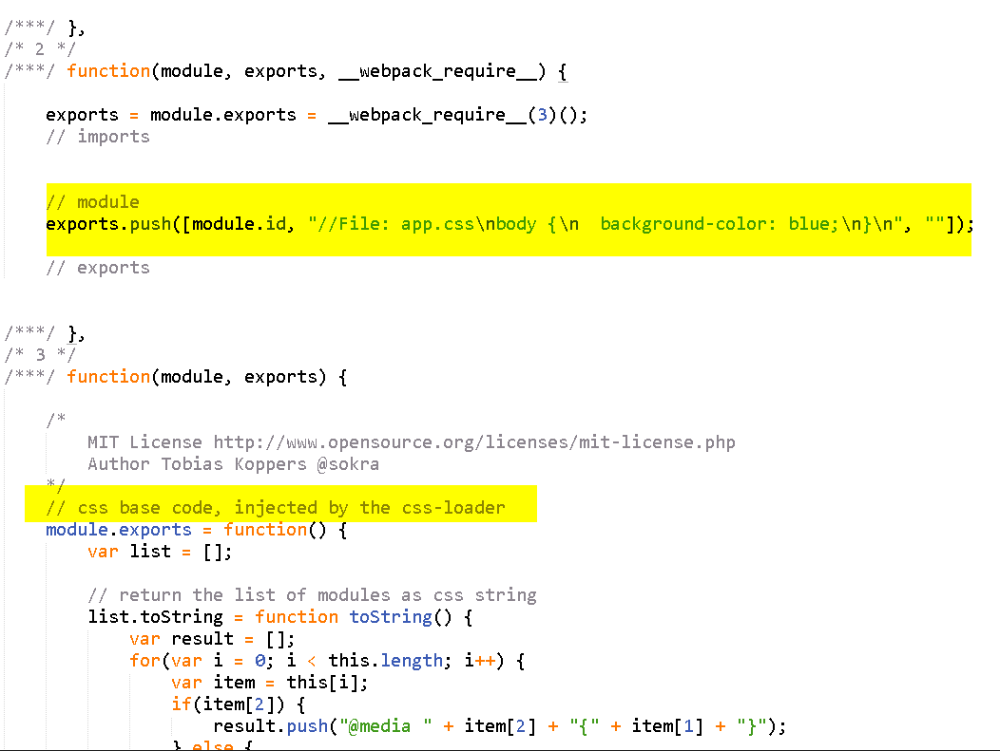 /***/ },
/* 2 */
/***/ function(module, exports, __webpack_require__) {
exports = module.exports = __webpack_require__(3)();
// imports
// module
exports.push([module.id, "//File: app.css\nbody {\n  background-color: blue;\n}\n", ""]);
// exports
/***/ },
/* 3 */
/***/ function(module, exports) {
/*
MIT License http://www.opensource.org/licenses/mit-license.php
Author Tobias Koppers @sokra
*/
// css base code, injected by the css-loader
module.exports = function() {
var list = [];
// return the list of modules as css string
list.toString = function toString() {
var result = [];
for(var i = 0; i < this.length; i++) {
var item = this[i];
if(item[2]) {
result.push("@media " + item[2] + "{" + item[1] + "}");
} else {